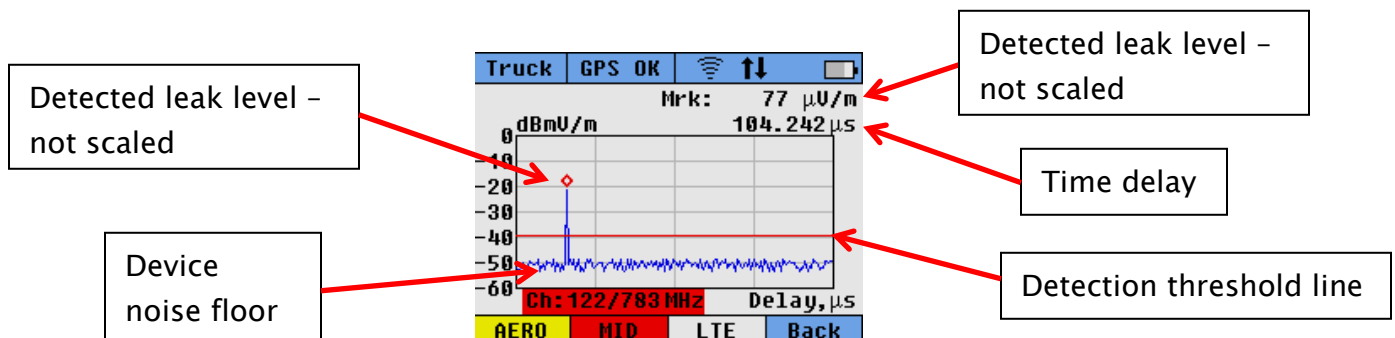 Detected leak level –
not scaled
Device
noise floor
Truck GPS OK
Mrk: 77 µV/m
dBmV/m 104.242µs
0
-10
-20
-30
-40
-50
-60
Ch:122/783 MHz Delay,µs
AERO MID LTE Back
Detected leak level –
not scaled
Time delay
Detection threshold line